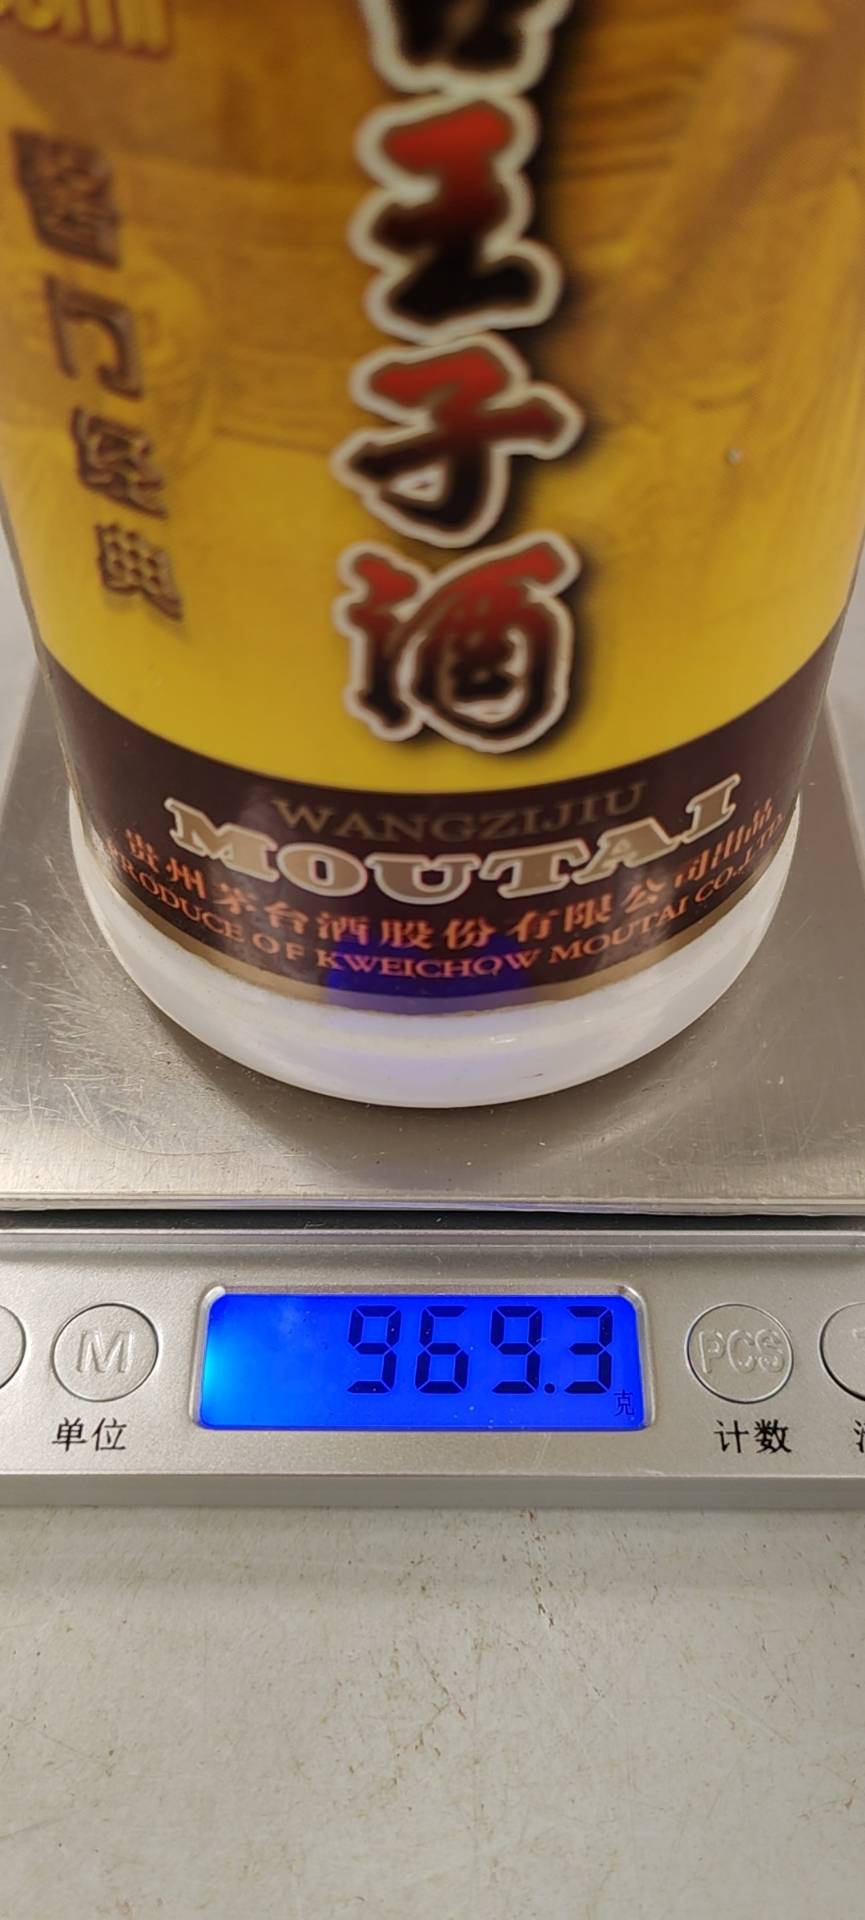 王子酒
酱门经典
WANGZIJIU
MOUTAI
贵州茅台酒股份有限公司出品
PRODUCE OF KWEICHOW MOUTAI CO.,LTD.
969.3
克
M
PCS
单位
计数